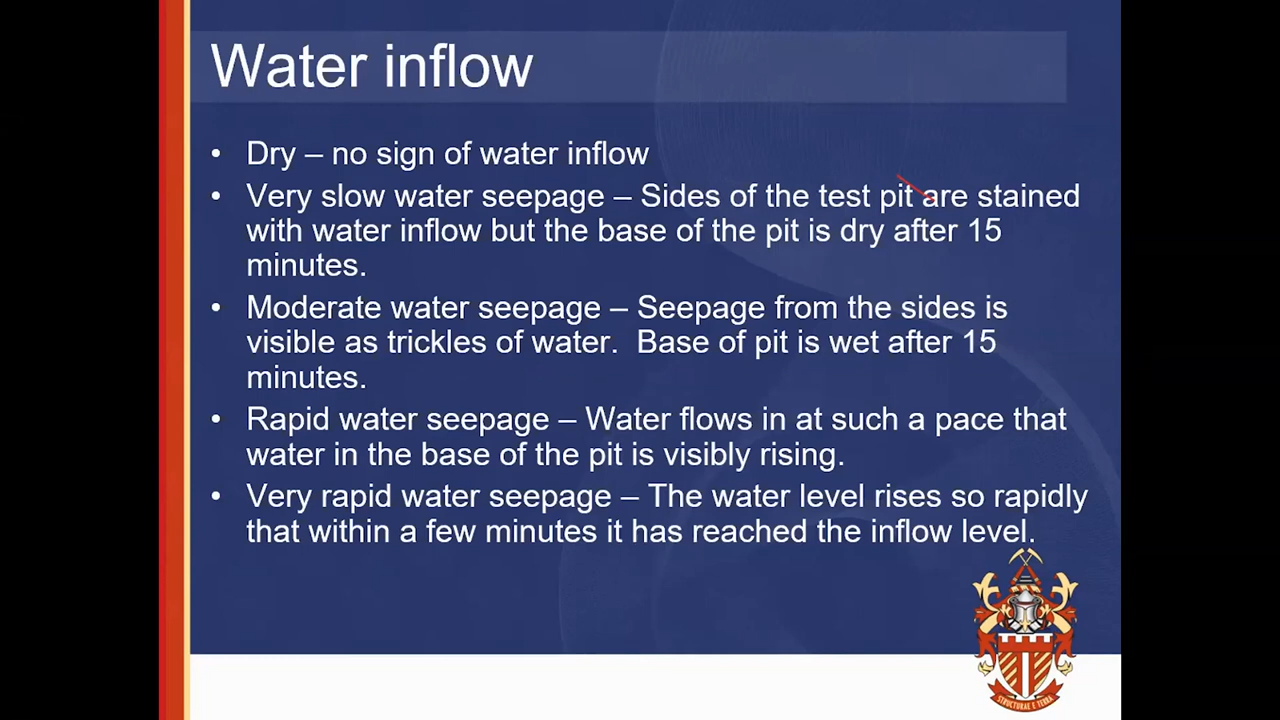 Water inflow
• Dry – no sign of water inflow
• Very slow water seepage – Sides of the test pit are stained
with water inflow but the base of the pit is dry after 15
minutes.
• Moderate water seepage – Seepage from the sides is
visible as trickles of water.  Base of pit is wet after 15
minutes.
• Rapid water seepage – Water flows in at such a pace that
water in the base of the pit is visibly rising.
• Very rapid water seepage – The water level rises so rapidly
that within a few minutes it has reached the inflow level.
STRUCTURAE E TERRA